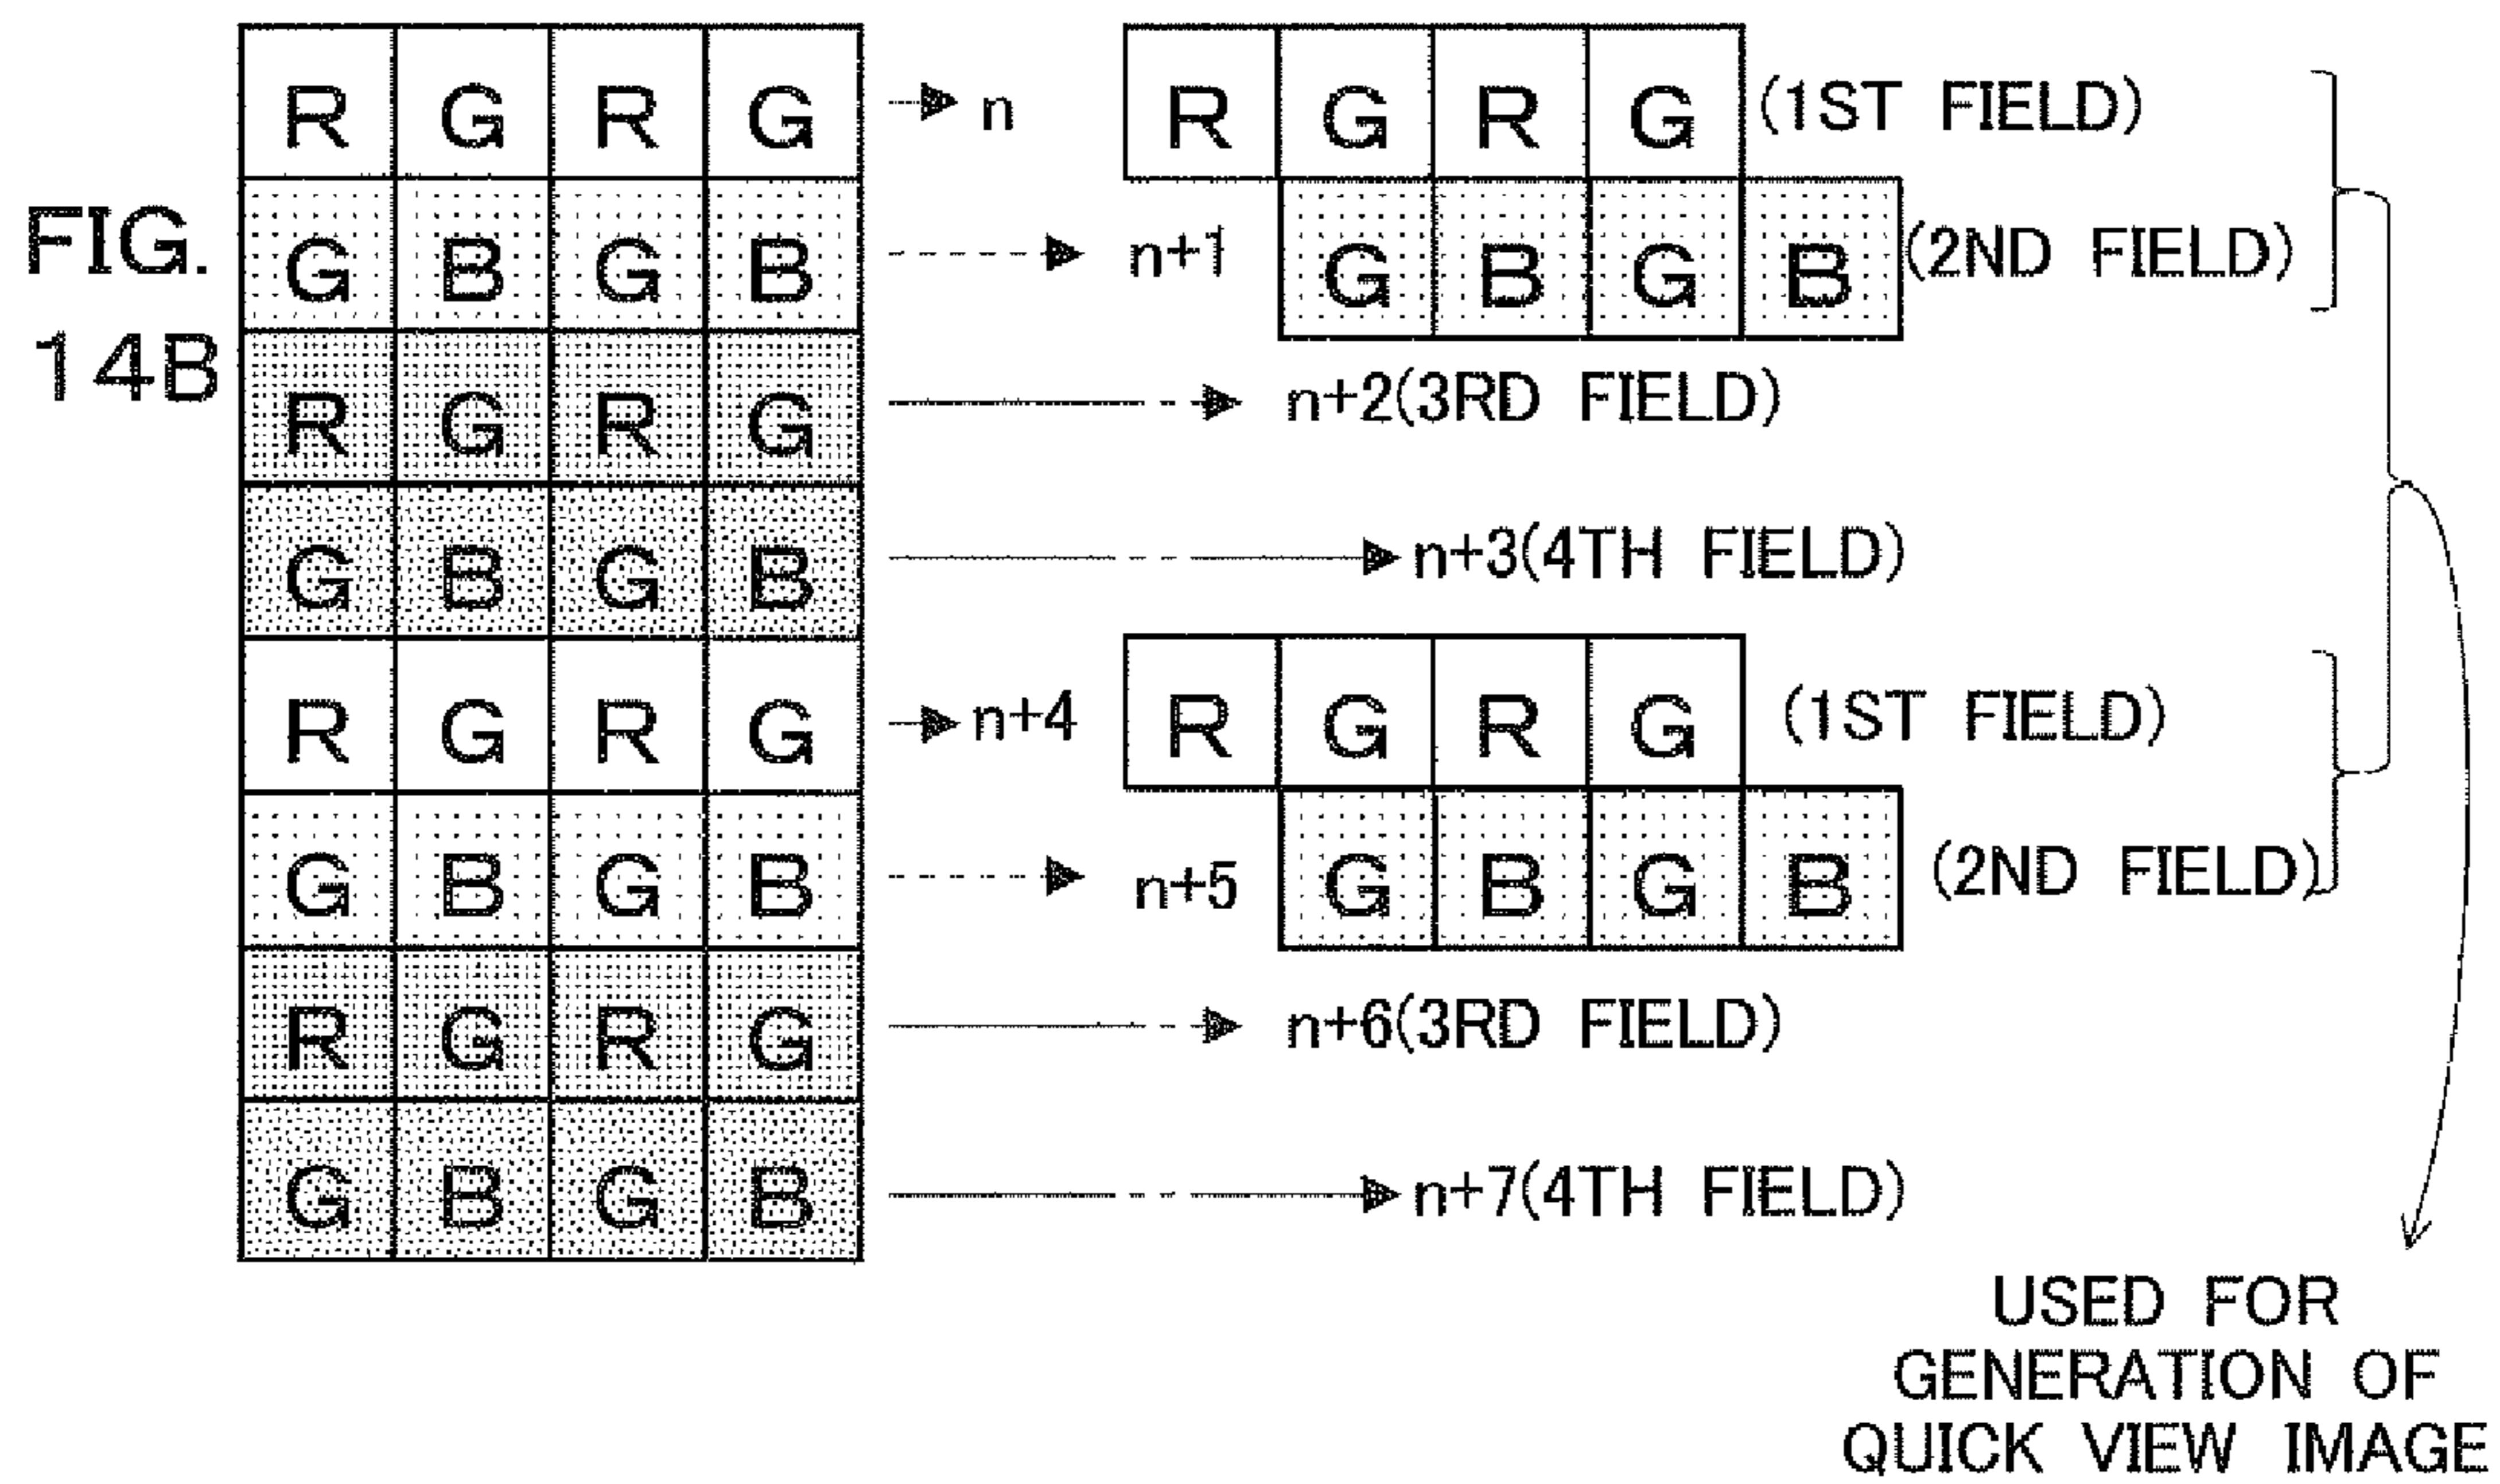 R G R G n R G R G (1ST FIELD)
FIG. G B G B n+1 G B G B (2ND FIELD)
14B R G R G n+2(3RD FIELD)
G B G B n+3(4TH FIELD)
R G R G n+4 R G R G (1ST FIELD)
G B G B n+5 G B G B (2ND FIELD)
R G R G n+6(3RD FIELD)
G B G B n+7(4TH FIELD)
USED FOR
GENERATION OF
QUICK VIEW IMAGE